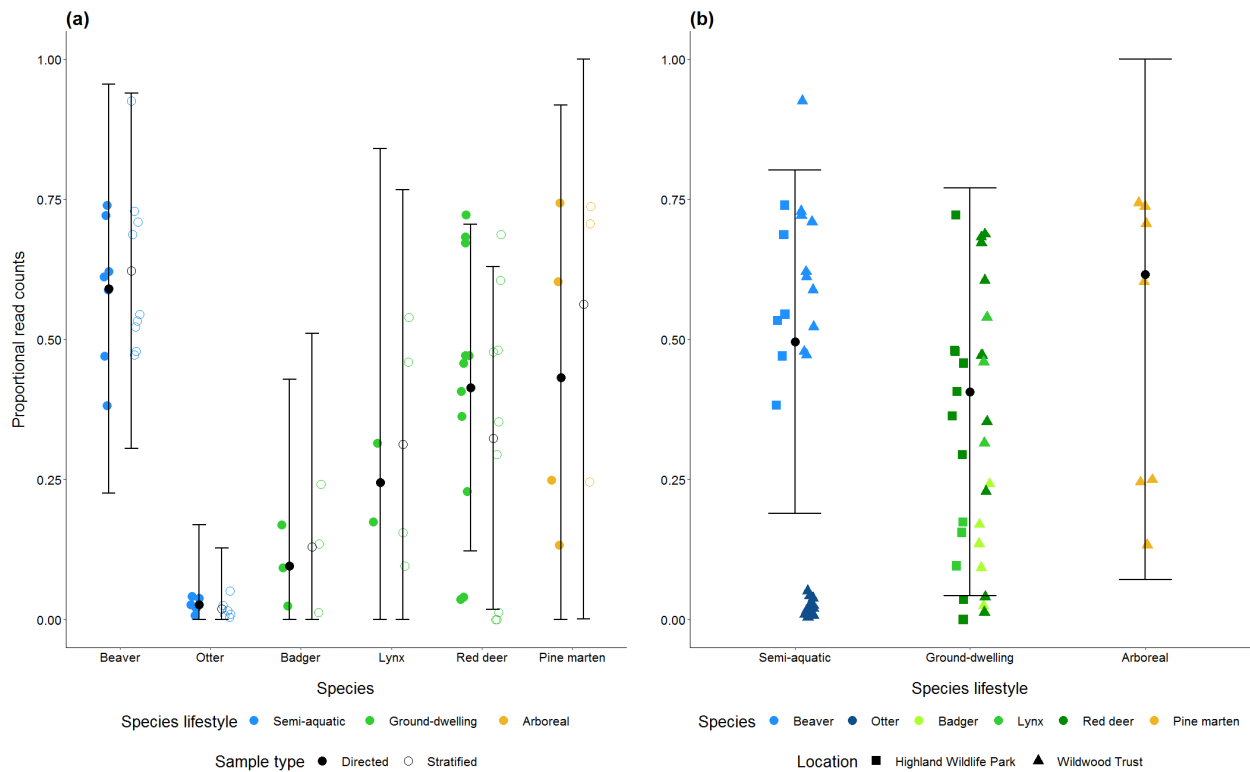 (a)
Proportional read counts
1.00
0.75
0.50
0.25
0.00
Beaver Otter Badger Lynx Red deer Pine marten
Species
Species lifestyle Semi-aquatic Ground-dwelling Arboreal
Sample type Directed Stratified
(b)
1.00
0.75
0.50
0.25
0.00
Semi-aquatic Ground-dwelling Arboreal
Species lifestyle
Species Beaver Otter Badger Lynx Red deer Pine marten
Location Highland Wildlife Park Wildwood Trust